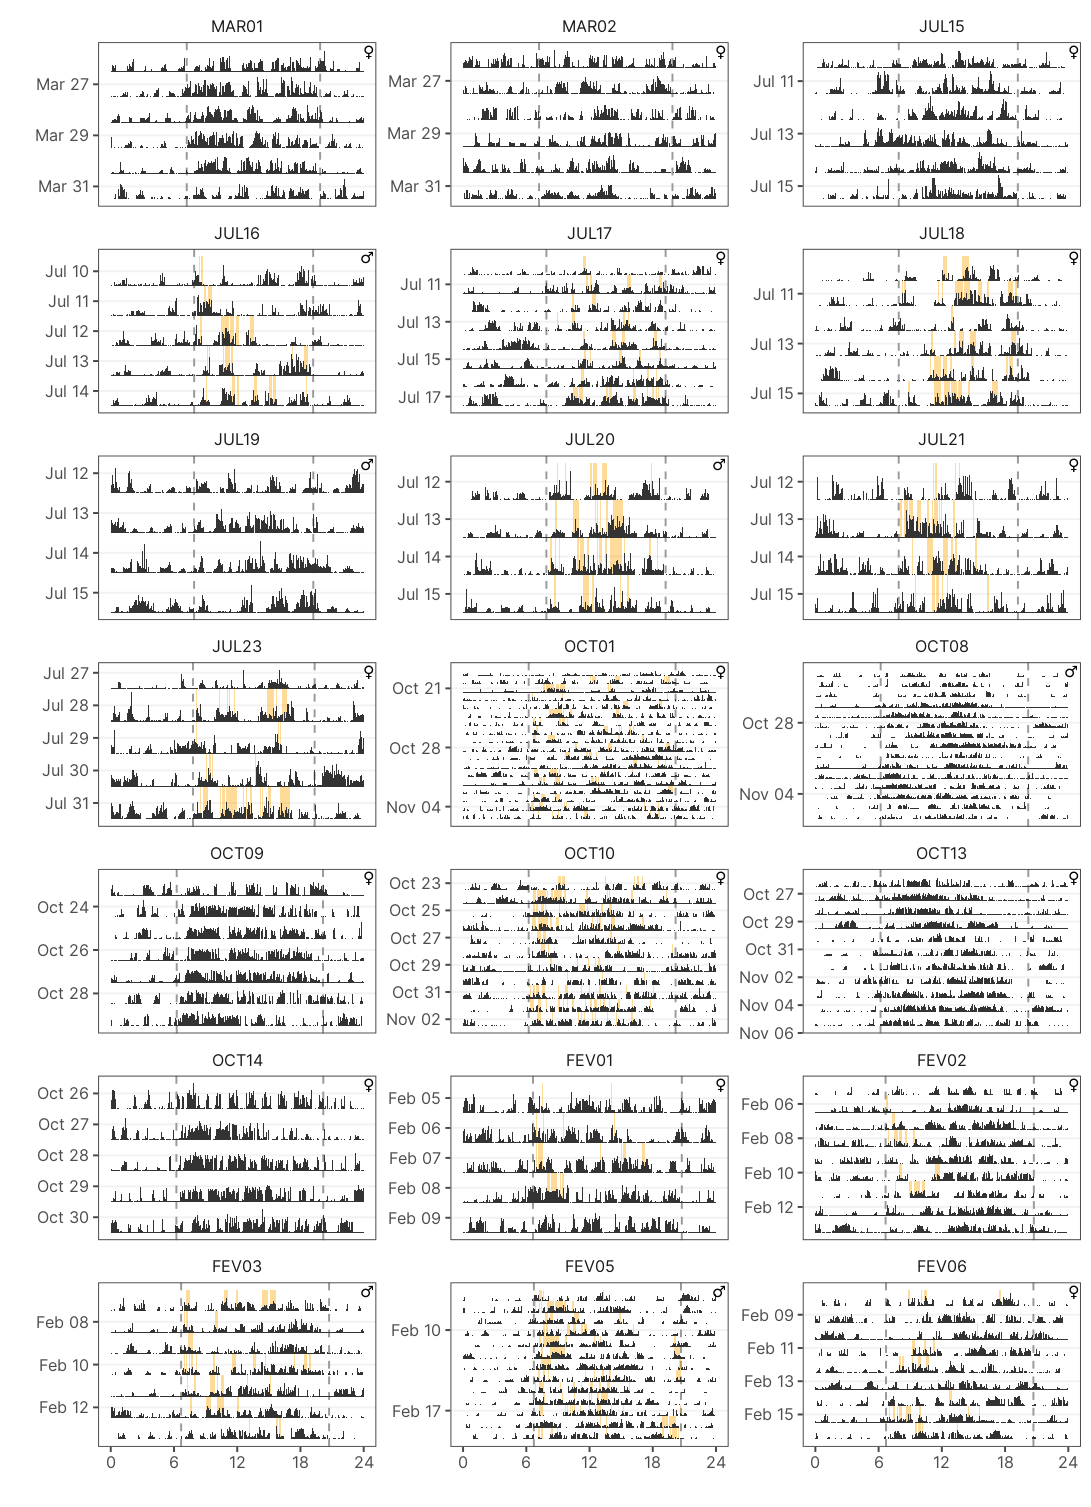 MAR01 MAR02 JUL15
♀ ♀ ♀
Mar 27 Mar 27 Jul 11
Mar 29 Mar 29 Jul 13
Mar 31 Mar 31 Jul 15
JUL16 JUL17 JUL18
♂ ♀ ♀
Jul 10
Jul 11 Jul 11 Jul 11
Jul 12 Jul 13
Jul 13 Jul 15 Jul 13
Jul 14 Jul 17 Jul 15
JUL19 JUL20 JUL21
♂ ♂ ♀
Jul 12 Jul 12 Jul 12
Jul 13 Jul 13 Jul 13
Jul 14 Jul 14 Jul 14
Jul 15 Jul 15 Jul 15
JUL23 OCT01 OCT08
♀ ♀ ♂
Jul 27 Oct 21
Jul 28 Oct 28 Oct 28
Jul 29 Nov 04 Nov 04
Jul 30
Jul 31
OCT09 OCT10 OCT13
♀ ♀ ♀
Oct 24 Oct 23 Oct 27
Oct 26 Oct 25 Oct 29
Oct 28 Oct 27 Oct 31
Oct 29 Nov 02
Oct 31 Nov 04
Nov 02 Nov 06
OCT14 FEV01 FEV02
♀ ♀ ♀
Oct 26 Feb 05 Feb 06
Oct 27 Feb 06 Feb 08
Oct 28 Feb 07 Feb 10
Oct 29 Feb 08 Feb 12
Oct 30 Feb 09
FEV03 FEV05 FEV06
♂ ♂ ♀
Feb 08 Feb 10 Feb 09
Feb 10 Feb 17 Feb 11
Feb 12 Feb 13
Feb 15
0 6 12 18 24 0 6 12 18 24 0 6 12 18 24